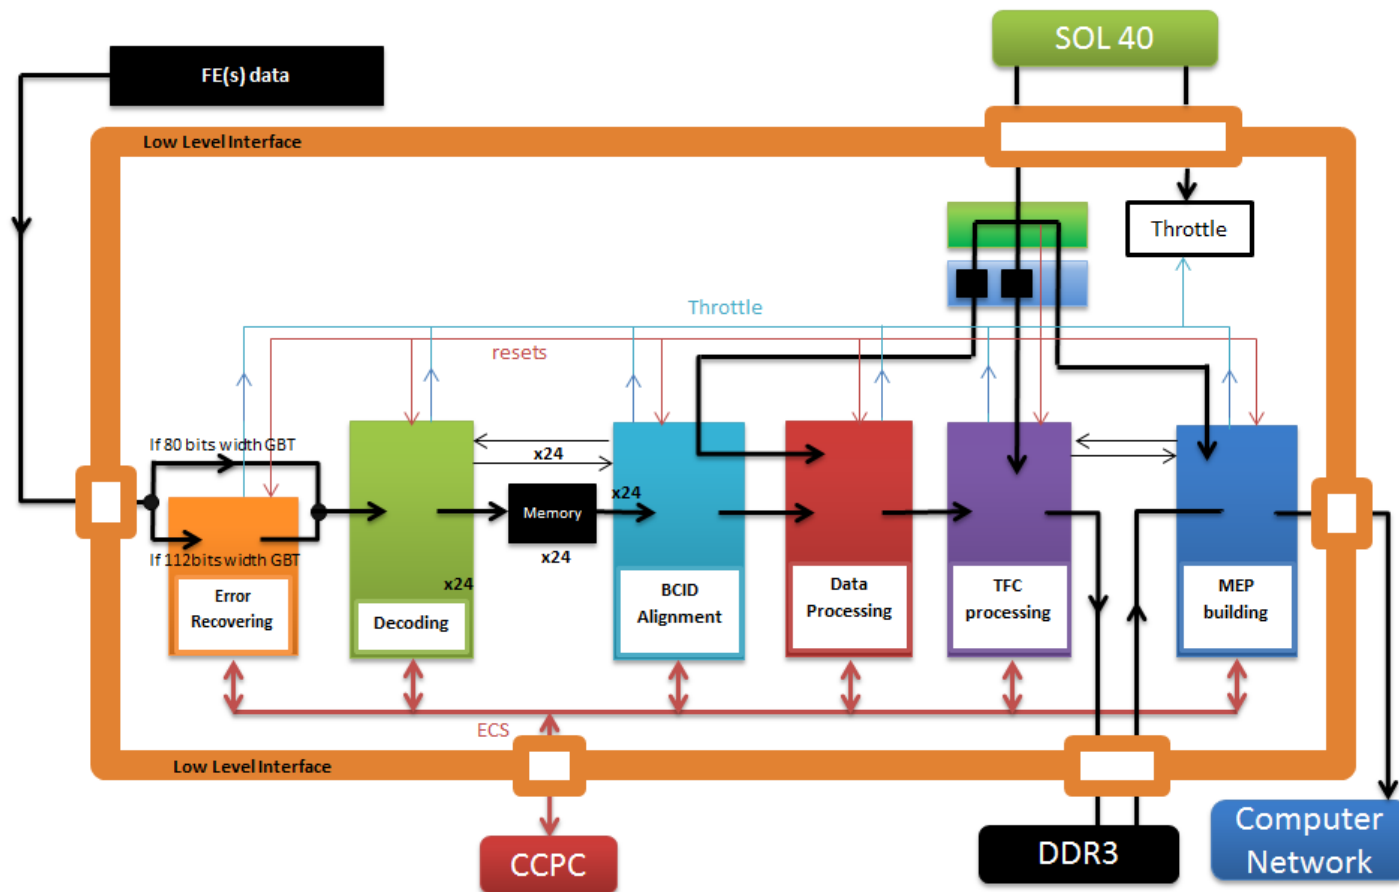 SOL 40
FE(s) data
Low Level Interface
Throttle
Throttle
resets
If 80 bits width GBT
x24
x24
Memory
x24
If 112bits width GBT
x24
Error
Recovering
Decoding
BCID
Alignment
Data
Processing
TFC
processing
MEP
building
ECS
Low Level Interface
CCPC
DDR3
Computer
Network